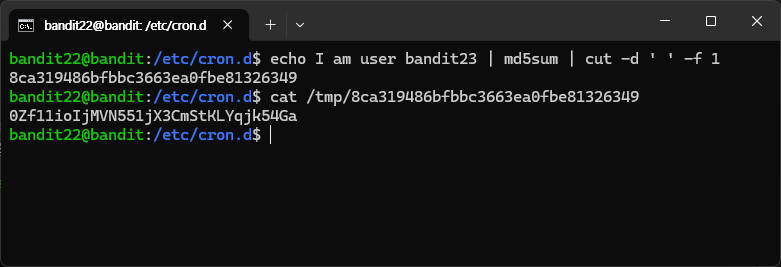 bandit22@bandit: /etc/cron.d
bandit22@bandit:/etc/cron.d$ echo I am user bandit23 | md5sum | cut -d ' ' -f 1
8ca319486bfbbc3663ea0fbe81326349
bandit22@bandit:/etc/cron.d$ cat /tmp/8ca319486bfbbc3663ea0fbe81326349
0Zf11ioIjMVN551jX3CmStKLYqjk54Ga
bandit22@bandit:/etc/cron.d$